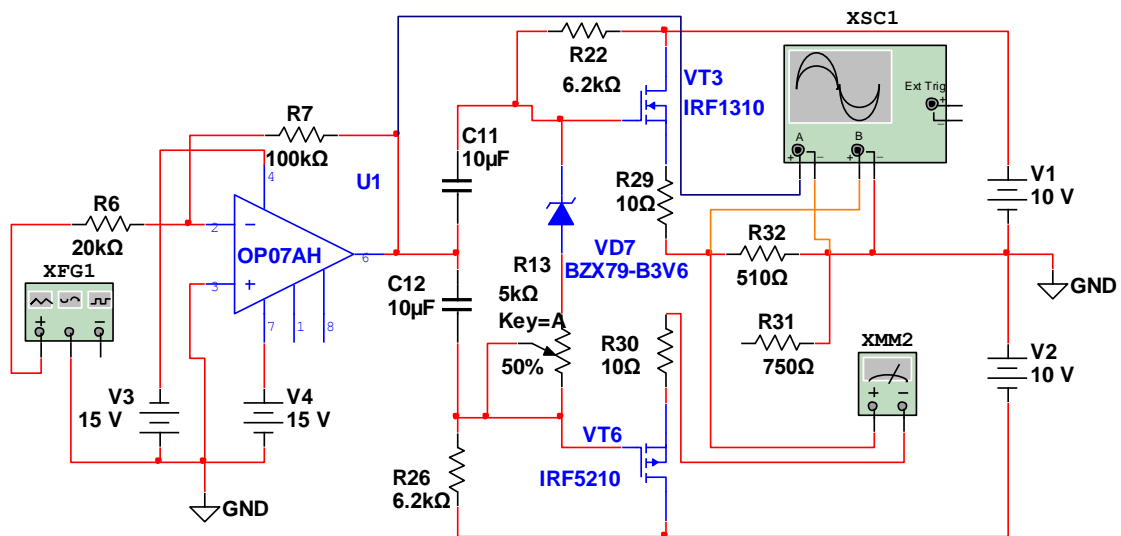 XSC1
R22
6.2kΩ
VT3
IRF1310
Ext Trig
+
−
A
B
+ − + −
R7
100kΩ
C11
10µF
U1
4
R29
10Ω
V1
10 V
R6
20kΩ
2
−
OP07AH
6
+
3
7
1
8
XFG1
+ −
VD7
BZX79-B3V6
R32
510Ω
GND
C12
10µF
R13
5kΩ
Key=A
50%
R30
10Ω
R31
750Ω
XMM2
+ −
V2
10 V
V3
15 V
V4
15 V
VT6
IRF5210
R26
6.2kΩ
GND